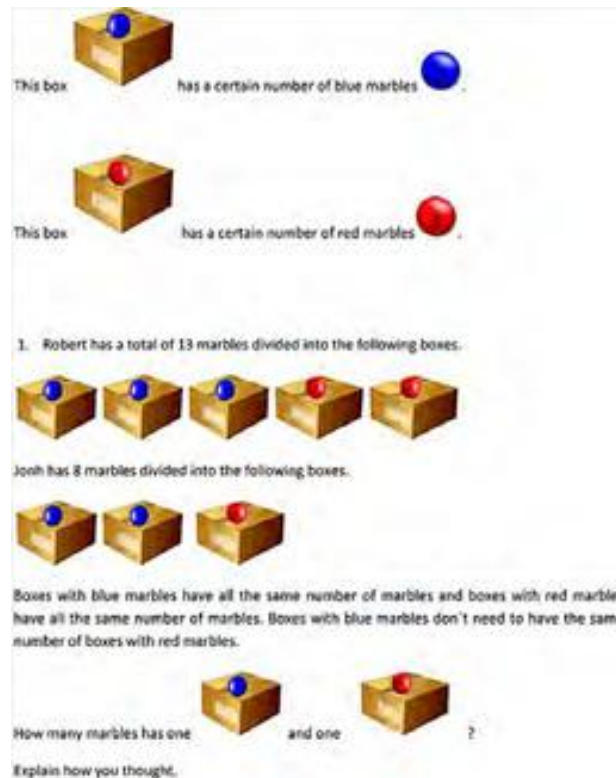 This box has a certain number of blue marbles .
This box has a certain number of red marbles .
1. Robert has a total of 13 marbles divided into the following boxes.
Jonh has 8 marbles divided into the following boxes.
Boxes with blue marbles have all the same number of marbles and boxes with red marble
have all the same number of marbles. Boxes with blue marbles don´t need to have the sam
number of boxes with red marbles.
How many marbles has one and one ?
Explain how you thought.